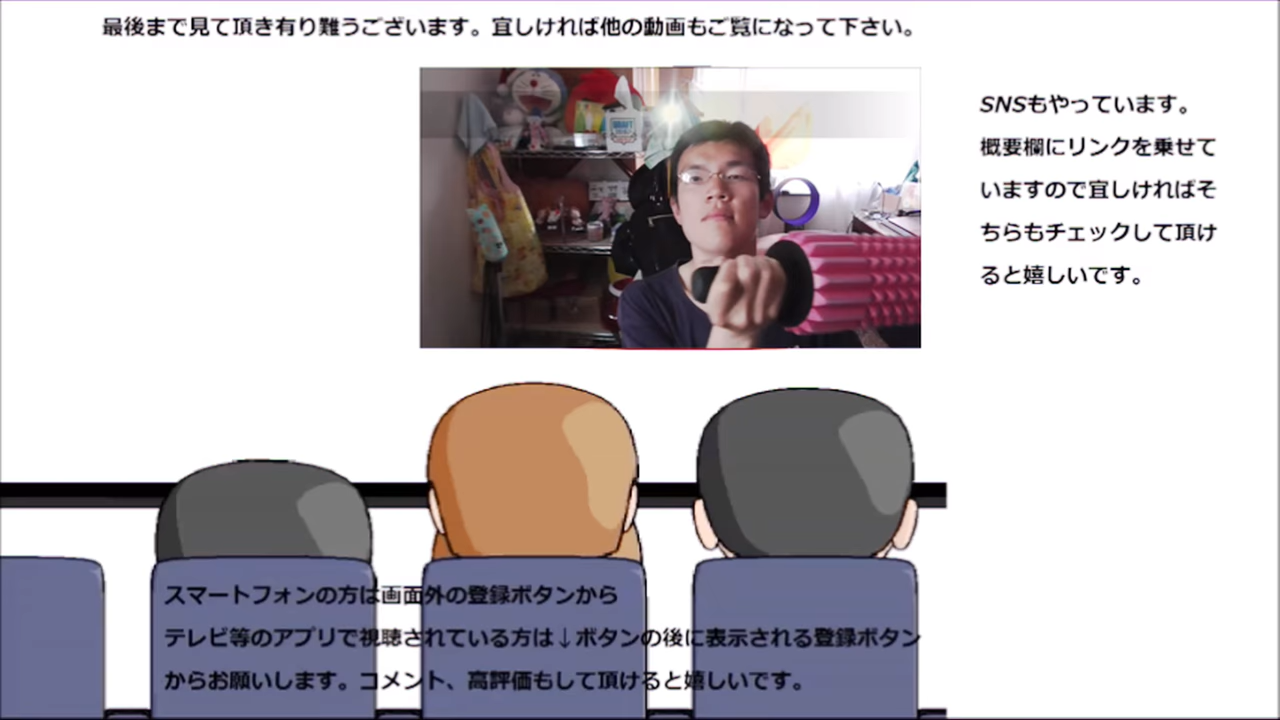 最後まで見て頂き有り難うございます。宜しければ他の動画もご覧になって下さい。
SNSもやっています。
概要欄にリンクを乗せて
いますので宜しければそ
ちらもチェックして頂け
ると嬉しいです。
スマートフォンの方は画面外の登録ボタンから
テレビ等のアプリで視聴されている方は↓ボタンの後に表示される登録ボタン
からお願いします。コメント、高評価もして頂けると嬉しいです。